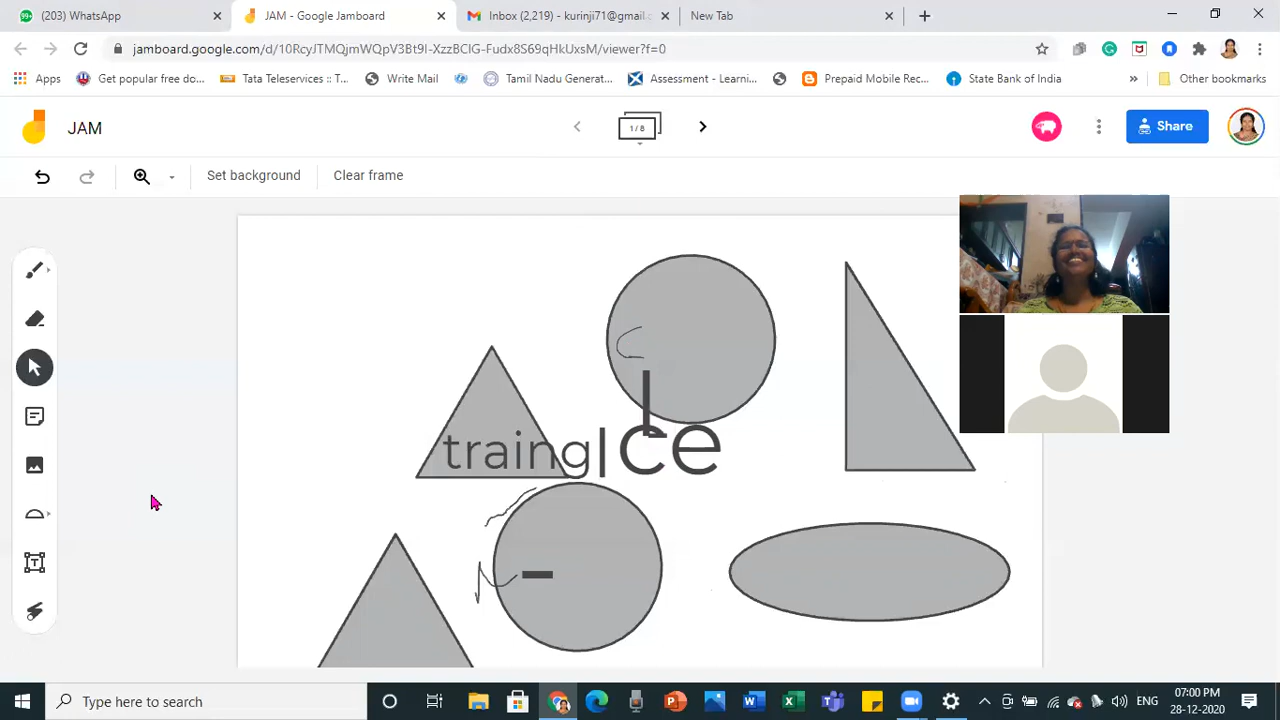 (203) WhatsApp
JAM - Google Jamboard
Inbox (2,219) - kurinji71@gmail.c
New Tab
jamboard.google.com/d/10RcyJTMQjmWQpV3Bt9I-XzzBCIG-Fudx8S69qHkUxsM/viewer?f=0
Apps
Get popular free do...
Tata Teleservices :: T...
Write Mail
Tamil Nadu Generat...
Assessment - Learni...
Prepaid Mobile Rec...
State Bank of India
»
Other bookmarks
JAM
1 / 8
Share
Set background
Clear frame
traingl
ce
Type here to search
ENG
07:00 PM
28-12-2020